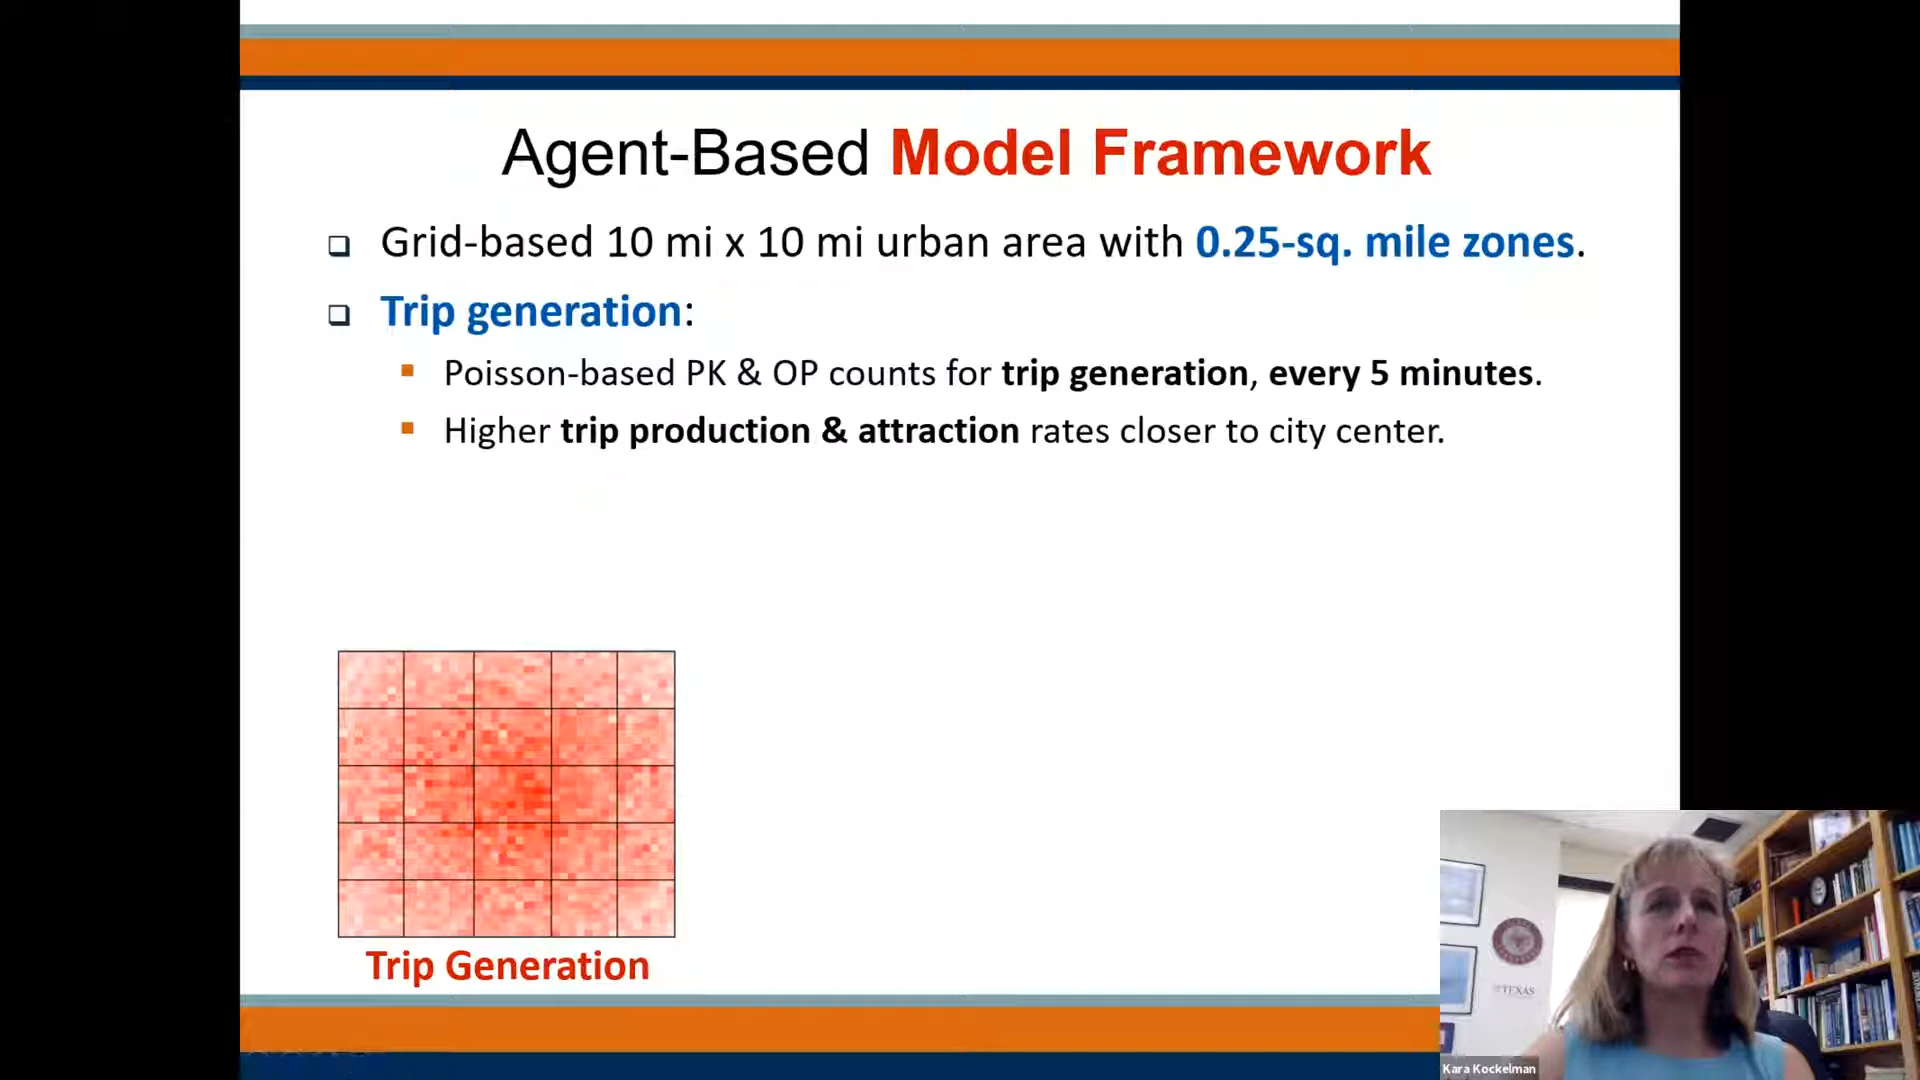 Agent-Based Model Framework
Grid-based 10 mi x 10 mi urban area with 0.25-sq. mile zones.
Trip generation:
Poisson-based PK & OP counts for trip generation, every 5 minutes.
Higher trip production & attraction rates closer to city center.
Trip Generation
TEXAS
Kara Kockelman